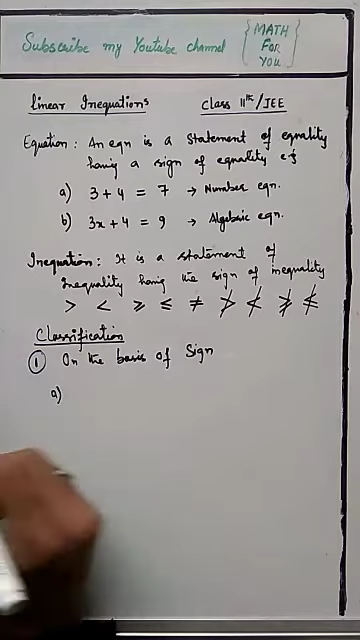 Subscribe my Youtube channel { MATH FOR YOU }
Linear Inequations Class 11th/JEE
Equation: An eqn is a statement of equality
having a sign of equality eg
a) 3+4 = 7 → Number eqn.
b) 3x+4 = 9 → Algebraic eqn.
Inequation: It is a statement of
Inequality having the sign of inequality
> < ≥ ≤ ≠ ≯ ≮ ≱ ≰
Classification
① On the basis of Sign
a)